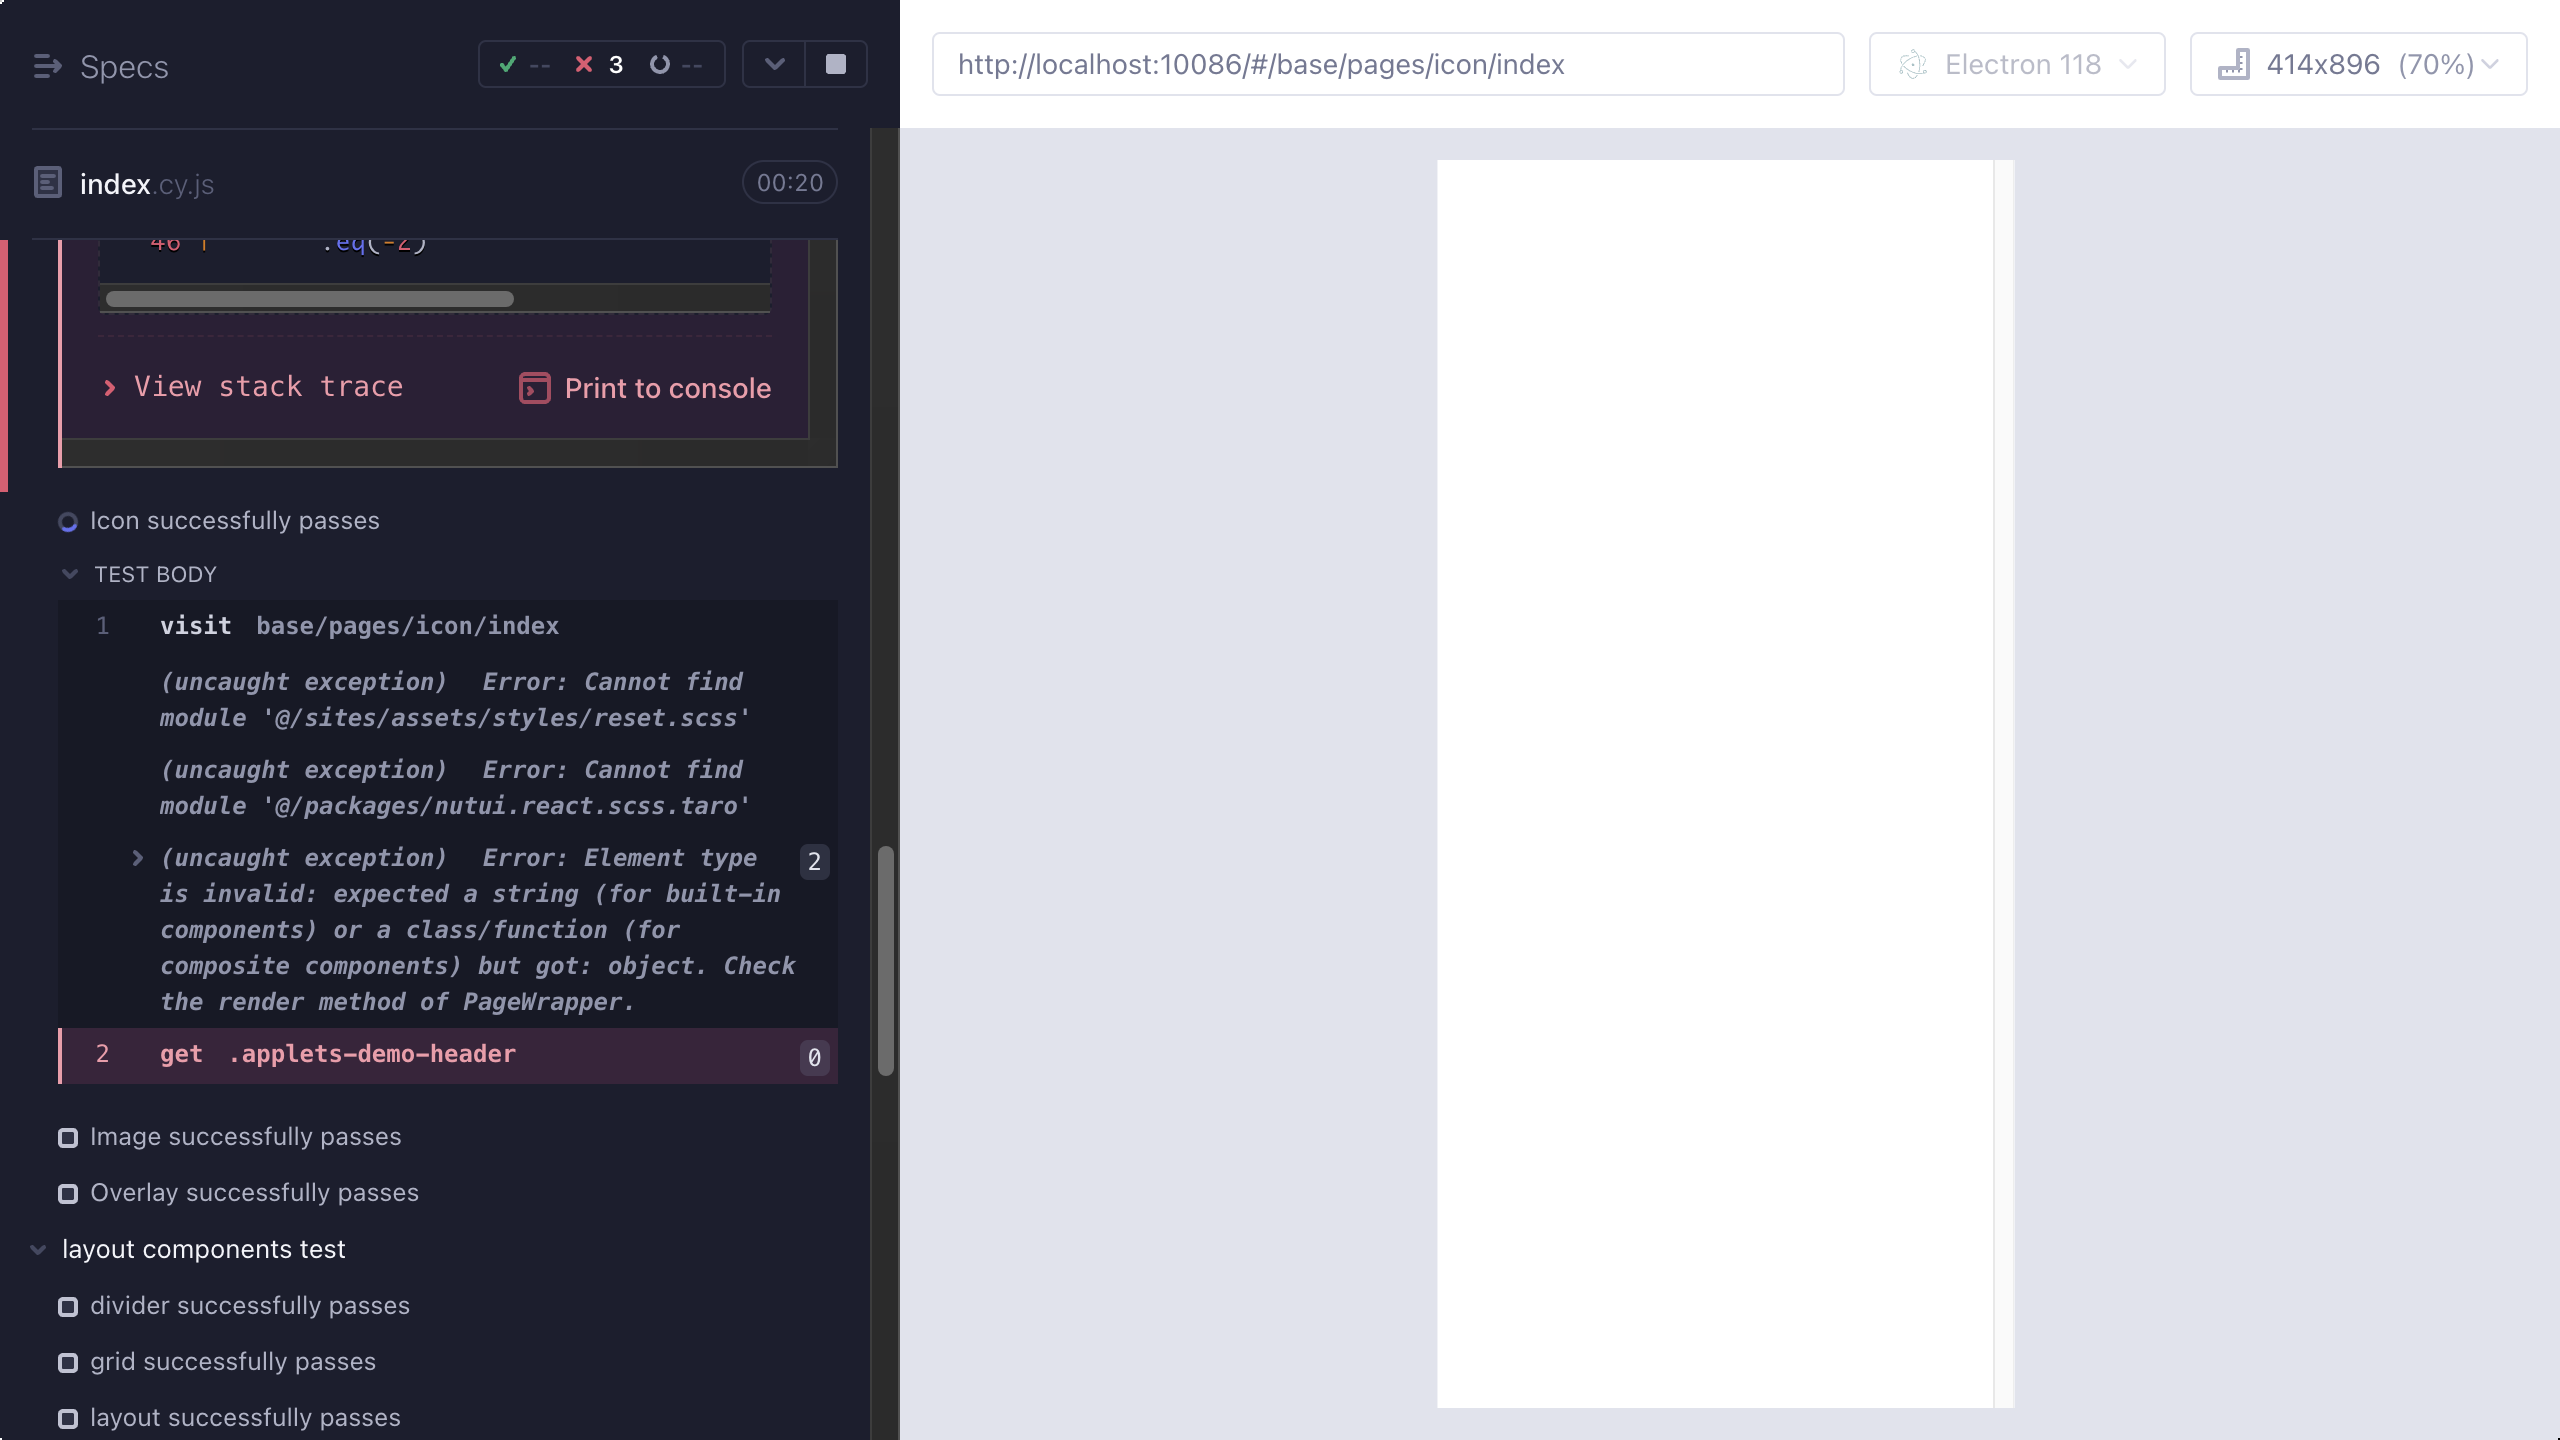 Specs
-- 3 --
http://localhost:10086/#/base/pages/icon/index
Electron 118
414x896 (70%)
index.cy.js
00:20
46 | .eq(-2)
View stack trace
Print to console
Icon successfully passes
TEST BODY
1 visit base/pages/icon/index
(uncaught exception) Error: Cannot find
module '@/sites/assets/styles/reset.scss'
(uncaught exception) Error: Cannot find
module '@/packages/nutui.react.scss.taro'
(uncaught exception) Error: Element type 2
is invalid: expected a string (for built-in
components) or a class/function (for
composite components) but got: object. Check
the render method of PageWrapper.
2 get .applets-demo-header 0
Image successfully passes
Overlay successfully passes
layout components test
divider successfully passes
grid successfully passes
layout successfully passes